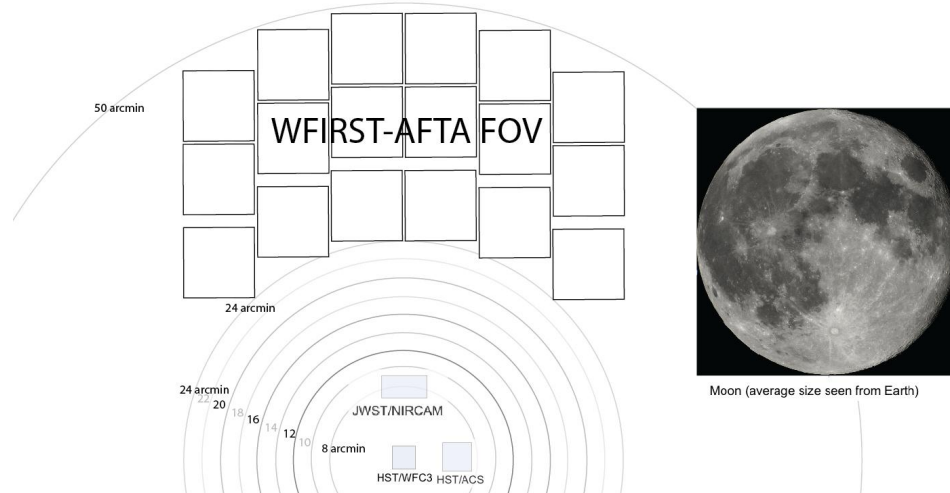 50 arcmin
WFIRST-AFTA FOV
24 arcmin
Moon (average size seen from Earth)
24 arcmin
22
20
18
16
14
12
10
8 arcmin
JWST/NIRCAM
HST/WFC3
HST/ACS